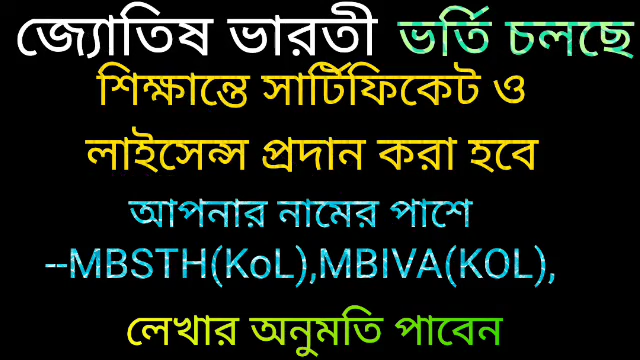 জ্যোতিষ ভারতী ভর্তি চলছে
শিক্ষান্তে সার্টিফিকেট ও
লাইসেন্স প্রদান করা হবে
আপনার নামের পাশে
--MBSTH(KoL),MBIVA(KOL),
লেখার অনুমতি পাবেন